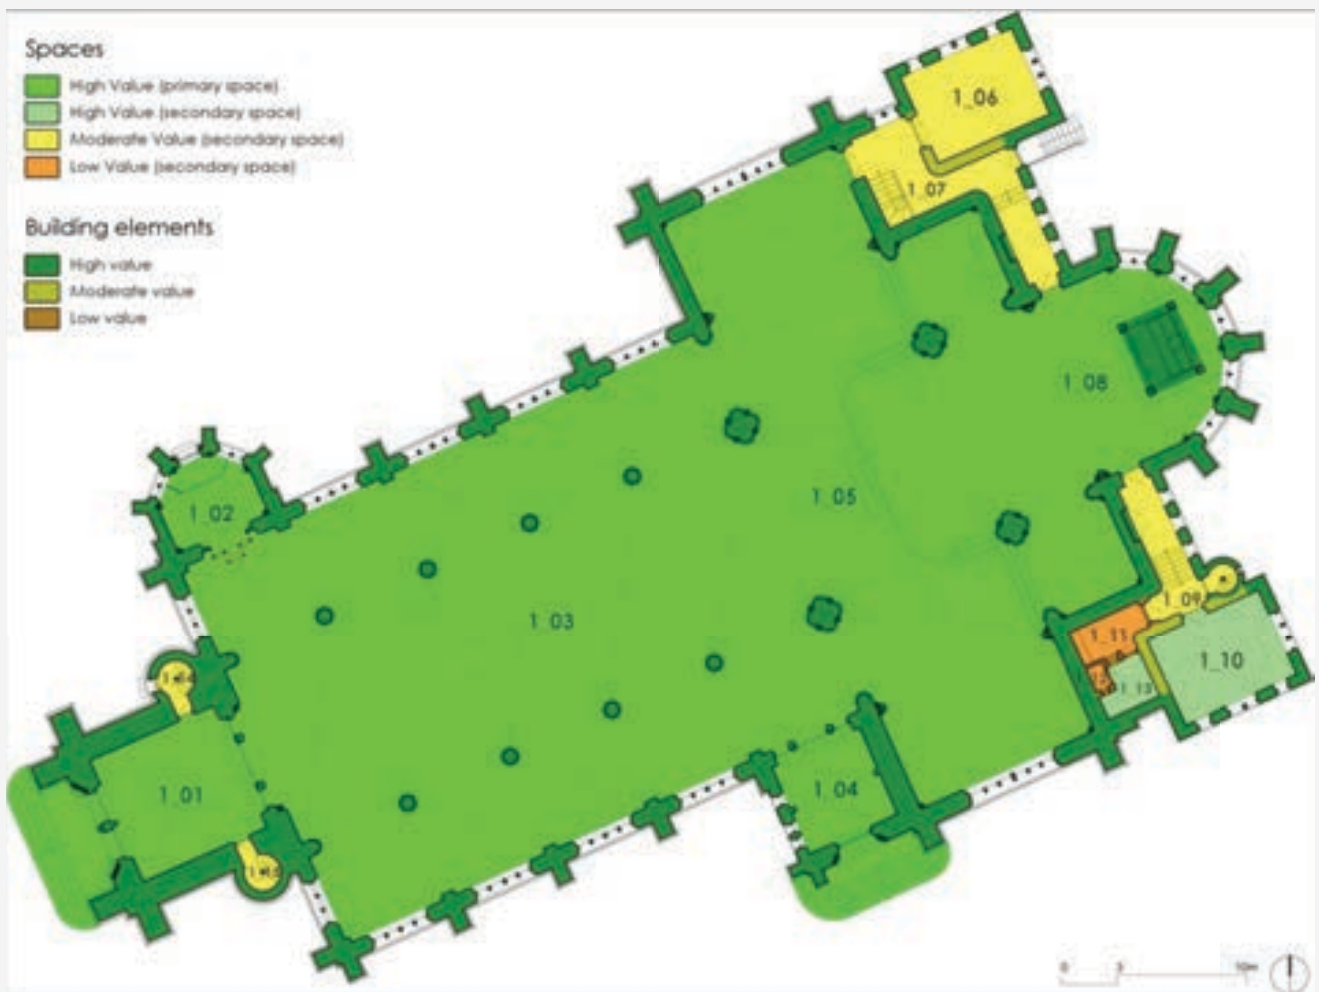 Spaces
High Value (primary space)
High Value (secondary space)
Moderate Value (secondary space)
Low Value (secondary space)
Building elements
High value
Moderate value
Low value
1_06
1_07
1_08
1_02
1_05
1_03
1_09
1_11
1_10
1_13
1_01
1_04
0 5 10m